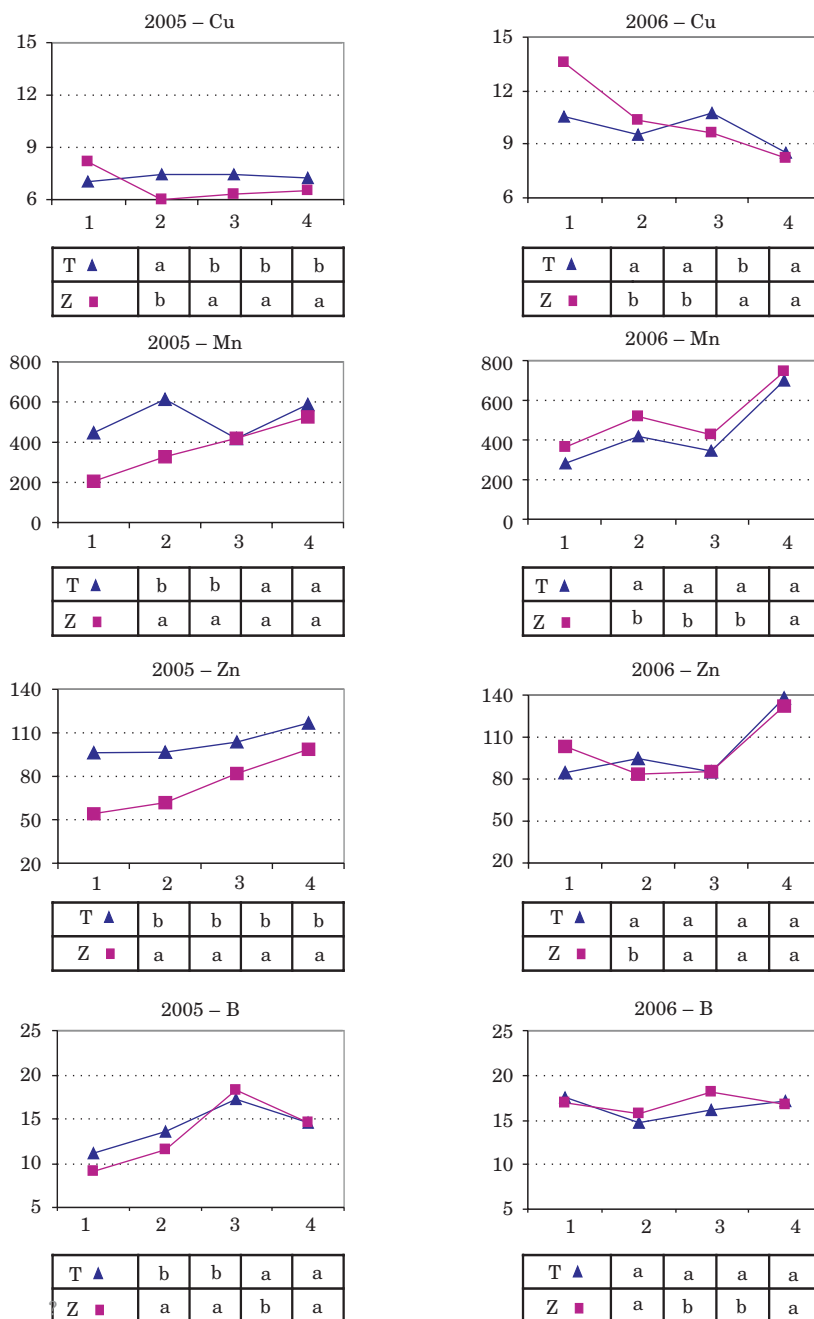 2005 – Cu
15
12
9
6
1 2 3 4
T a b b b
Z b a a a
2006 – Cu
15
12
9
6
1 2 3 4
T a a b a
Z b b a a
2005 – Mn
800
600
400
200
0
1 2 3 4
T b b a a
Z a a a a
2006 – Mn
800
600
400
200
0
1 2 3 4
T a a a a
Z b b b a
2005 – Zn
140
110
80
50
20
1 2 3 4
T b b b b
Z a a a a
2006 – Zn
140
110
80
50
20
1 2 3 4
T a a a a
Z b a a a
2005 – B
25
20
15
10
5
1 2 3 4
T b b a a
? Z a a b a
2006 – B
25
20
15
10
5
1 2 3 4
T a a a a
Z a b b a